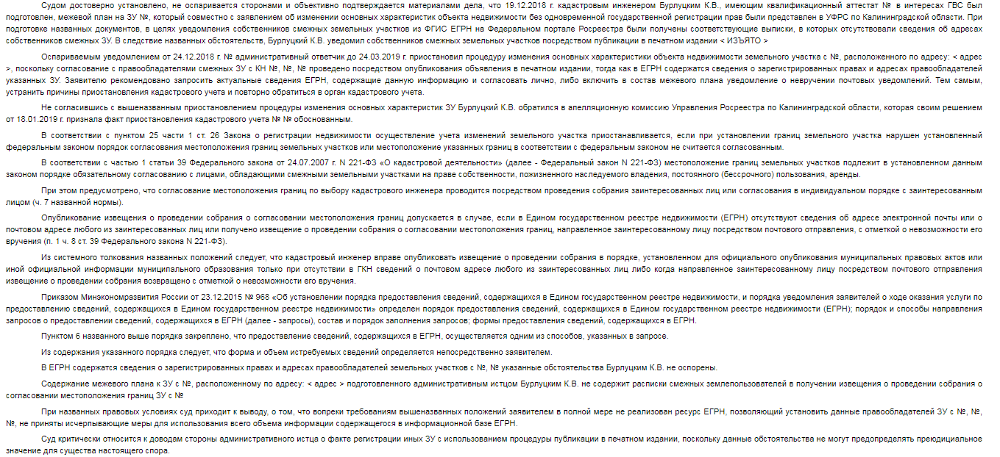 Судом достоверно установлено, не оспаривается сторонами и объективно подтверждается материалами дела, что 19.12.2018 г. кадастровым инженером Бурлуцким К.В., имеющим квалификационный аттестат № в интересах ГВС был
подготовлен, межевой план на ЗУ №, который совместно с заявлением об изменении основных характеристик объекта недвижимости без одновременной государственной регистрации прав были представлен в УФРС по Калининградской области. При
подготовке названных документов, в целях уведомления собственников смежных земельных участков из ФГИС ЕГРН на Федеральном портале Росреестра были получены соответствующие выписки, в которых отсутствовали сведения об адресах
собственников смежных ЗУ. В следствие названных обстоятельств, Бурлуцкий К.В. уведомил собственников смежных земельных участков посредством публикации в печатном издании < ИЗЪЯТО >
Оспариваемым уведомлением от 24.12.2018 г. № административный ответчик до 24.03.2019 г. приостановил процедуру изменения основных характеристики объекта недвижимости земельного участка с №, расположенного по адресу: < адрес
>, поскольку согласование с правообладателями смежных ЗУ с КН №, №, № проведено посредством опубликования объявления в печатном издании, тогда как в ЕГРН содержатся сведения о зарегистрированных правах и адресах правообладателей
указанных ЗУ. Заявителю рекомендовано запросить актуальные сведения ЕГРН, содержащие данную информацию и согласовать лично, либо включить в состав межевого плана уведомление о невручении почтовых уведомлений. Тем самым,
устранить причины приостановления кадастрового учета и повторно обратиться в орган кадастрового учета.
Не согласившись с вышеназванным приостановлением процедуры изменения основных характеристик ЗУ Бурлуцкий К.В. обратился в апелляционную комиссию Управления Росреестра по Калининградской области, которая своим решением
от 18.01.2019 г. признала факт приостановления кадастрового учета № № обоснованным.
В соответствии с пунктом 25 части 1 ст. 26 Закона о регистрации недвижимости осуществление учета изменений земельного участка приостанавливается, если при установлении границ земельного участка нарушен установленный
федеральным законом порядок согласования местоположения границ земельных участков или местоположение указанных границ в соответствии с федеральным законом не считается согласованным.
В соответствии с частью 1 статьи 39 Федерального закона от 24.07.2007 г. N 221-ФЗ «О кадастровой деятельности» (далее - Федеральный закон N 221-ФЗ) местоположение границ земельных участков подлежит в установленном данным
законом порядке обязательному согласованию с лицами, обладающими смежными земельными участками на праве собственности, пожизненного наследуемого владения, постоянного (бессрочного) пользования, аренды.
При этом предусмотрено, что согласование местоположения границ по выбору кадастрового инженера проводится посредством проведения собрания заинтересованных лиц или согласования в индивидуальном порядке с заинтересованным
лицом (ч. 7 названной нормы).
Опубликование извещения о проведении собрания о согласовании местоположения границ допускается в случае, если в Едином государственном реестре недвижимости (ЕГРН) отсутствуют сведения об адресе электронной почты или о
почтовом адресе любого из заинтересованных лиц или получено извещение о проведении собрания о согласовании местоположения границ, направленное заинтересованному лицу посредством почтового отправления, с отметкой о невозможности его
вручения (п. 1 ч. 8 ст. 39 Федерального закона N 221-ФЗ).
Из системного толкования названных положений следует, что кадастровый инженер вправе опубликовать извещение о проведении собрания в порядке, установленном для официального опубликования муниципальных правовых актов или
иной официальной информации муниципального образования только при отсутствии в ГКН сведений о почтовом адресе любого из заинтересованных лиц либо когда направленное заинтересованному лицу посредством почтового отправления
извещение о проведении собрания возвращено с отметкой о невозможности его вручения.
Приказом Минэкономразвития России от 23.12.2015 № 968 «Об установлении порядка предоставления сведений, содержащихся в Едином государственном реестре недвижимости, и порядка уведомления заявителей о ходе оказания услуги по
предоставлению сведений, содержащихся в Едином государственном реестре недвижимости» определен порядок предоставления сведений, содержащихся в Едином государственном реестре недвижимости (ЕГРН); порядок и способы направления
запросов о предоставлении сведений, содержащихся в ЕГРН (далее - запросы), состав и порядок заполнения запросов; формы предоставления сведений, содержащихся в ЕГРН.
Пунктом 6 названного выше порядка закреплено, что предоставление сведений, содержащихся в ЕГРН, осуществляется одним из способов, указанных в запросе.
Из содержания указанного порядка следует, что форма и объем истребуемых сведений определяется непосредственно заявителем.
В ЕГРН содержатся сведения о зарегистрированных правах и адресах правообладателей земельных участков с №, № указанные обстоятельства Бурлуцким К.В. не оспорены.
Содержание межевого плана к ЗУ с №, расположенному по адресу: < адрес > подготовленного административным истцом Бурлуцким К.В. не содержит расписки смежных землепользователей в получении извещения о проведении собрания о
согласовании местоположения границ ЗУ с №
При названных правовых условиях суд приходит к выводу, о том, что вопреки требованиям вышеназванных положений заявителем в полной мере не реализован ресурс ЕГРН, позволяющий установить данные правообладателей ЗУ с №, №,
№, не приняты исчерпывающие меры для использования всего объема информации содержащегося в информационной базе ЕГРН.
Суд критически относится к доводам стороны административного истца о факте регистрации иных ЗУ с использованием процедуры публикации в печатном издании, поскольку данные обстоятельства не могут предопределять преюдициальное
значение для существа настоящего спора.